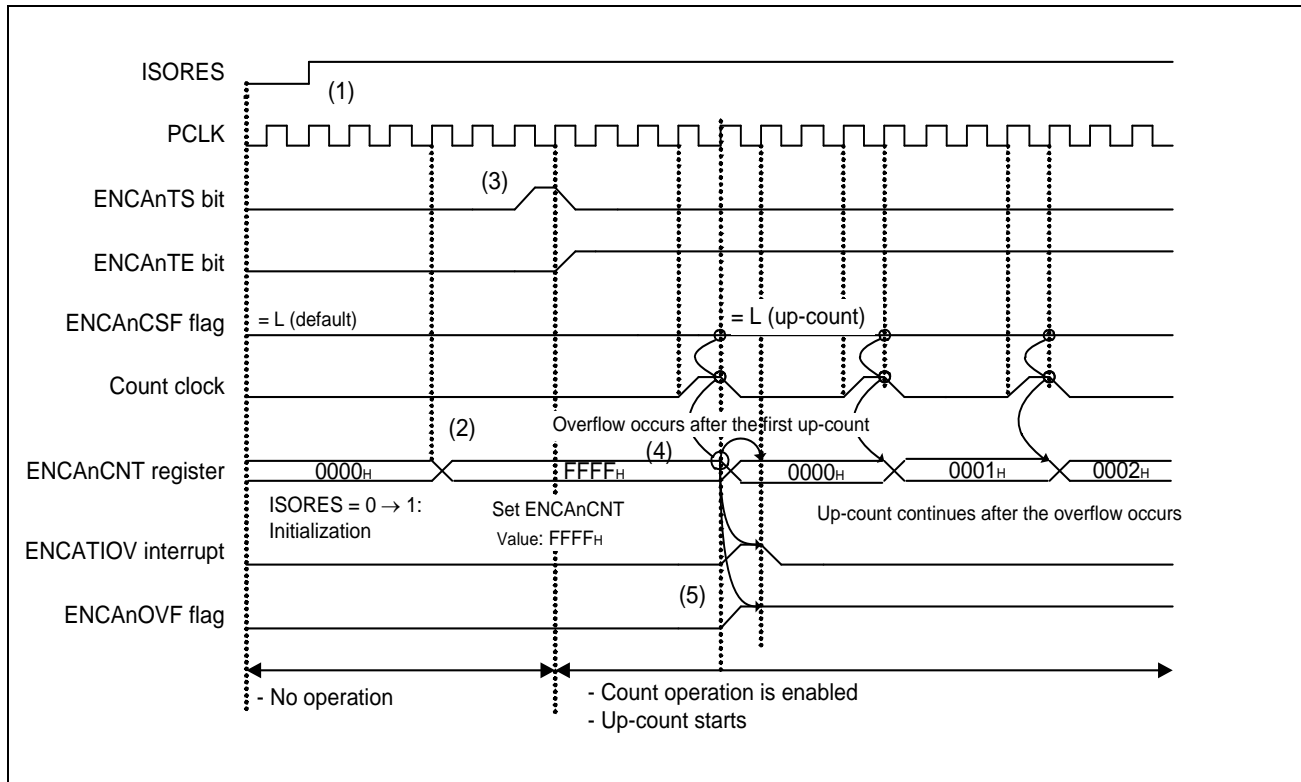 ISORES
(1)
PCLK
ENCAnTS bit
(3)
ENCAnTE bit
ENCAnCSF flag
= L (default)
= L (up-count)
Count clock
Overflow occurs after the first up-count
(2)
(4)
ENCAnCNT register
0000H
FFFFH
0000H
0001H
0002H
ISORES = 0 → 1:
Initialization
Set ENCAnCNT
Value: FFFFH
Up-count continues after the overflow occurs
ENCATIOV interrupt
(5)
ENCAnOVF flag
- No operation
- Count operation is enabled
- Up-count starts